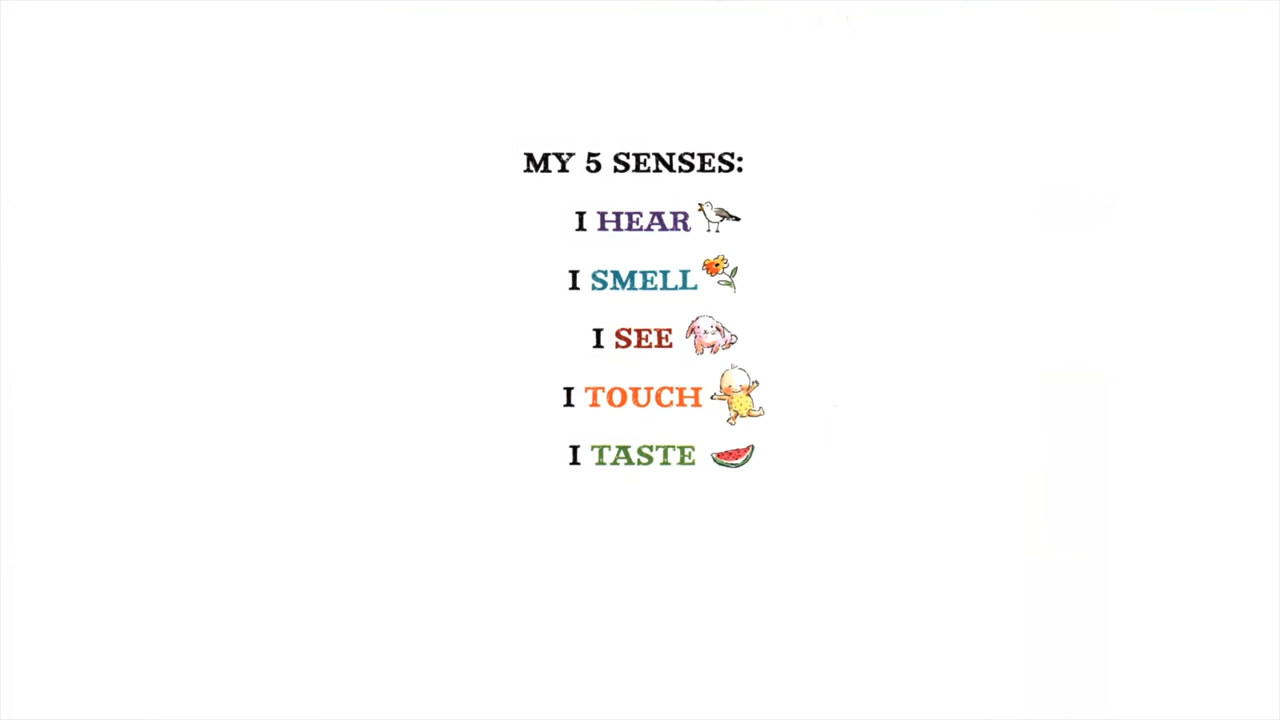 MY 5 SENSES:
I HEAR
I SMELL
I SEE
I TOUCH
I TASTE